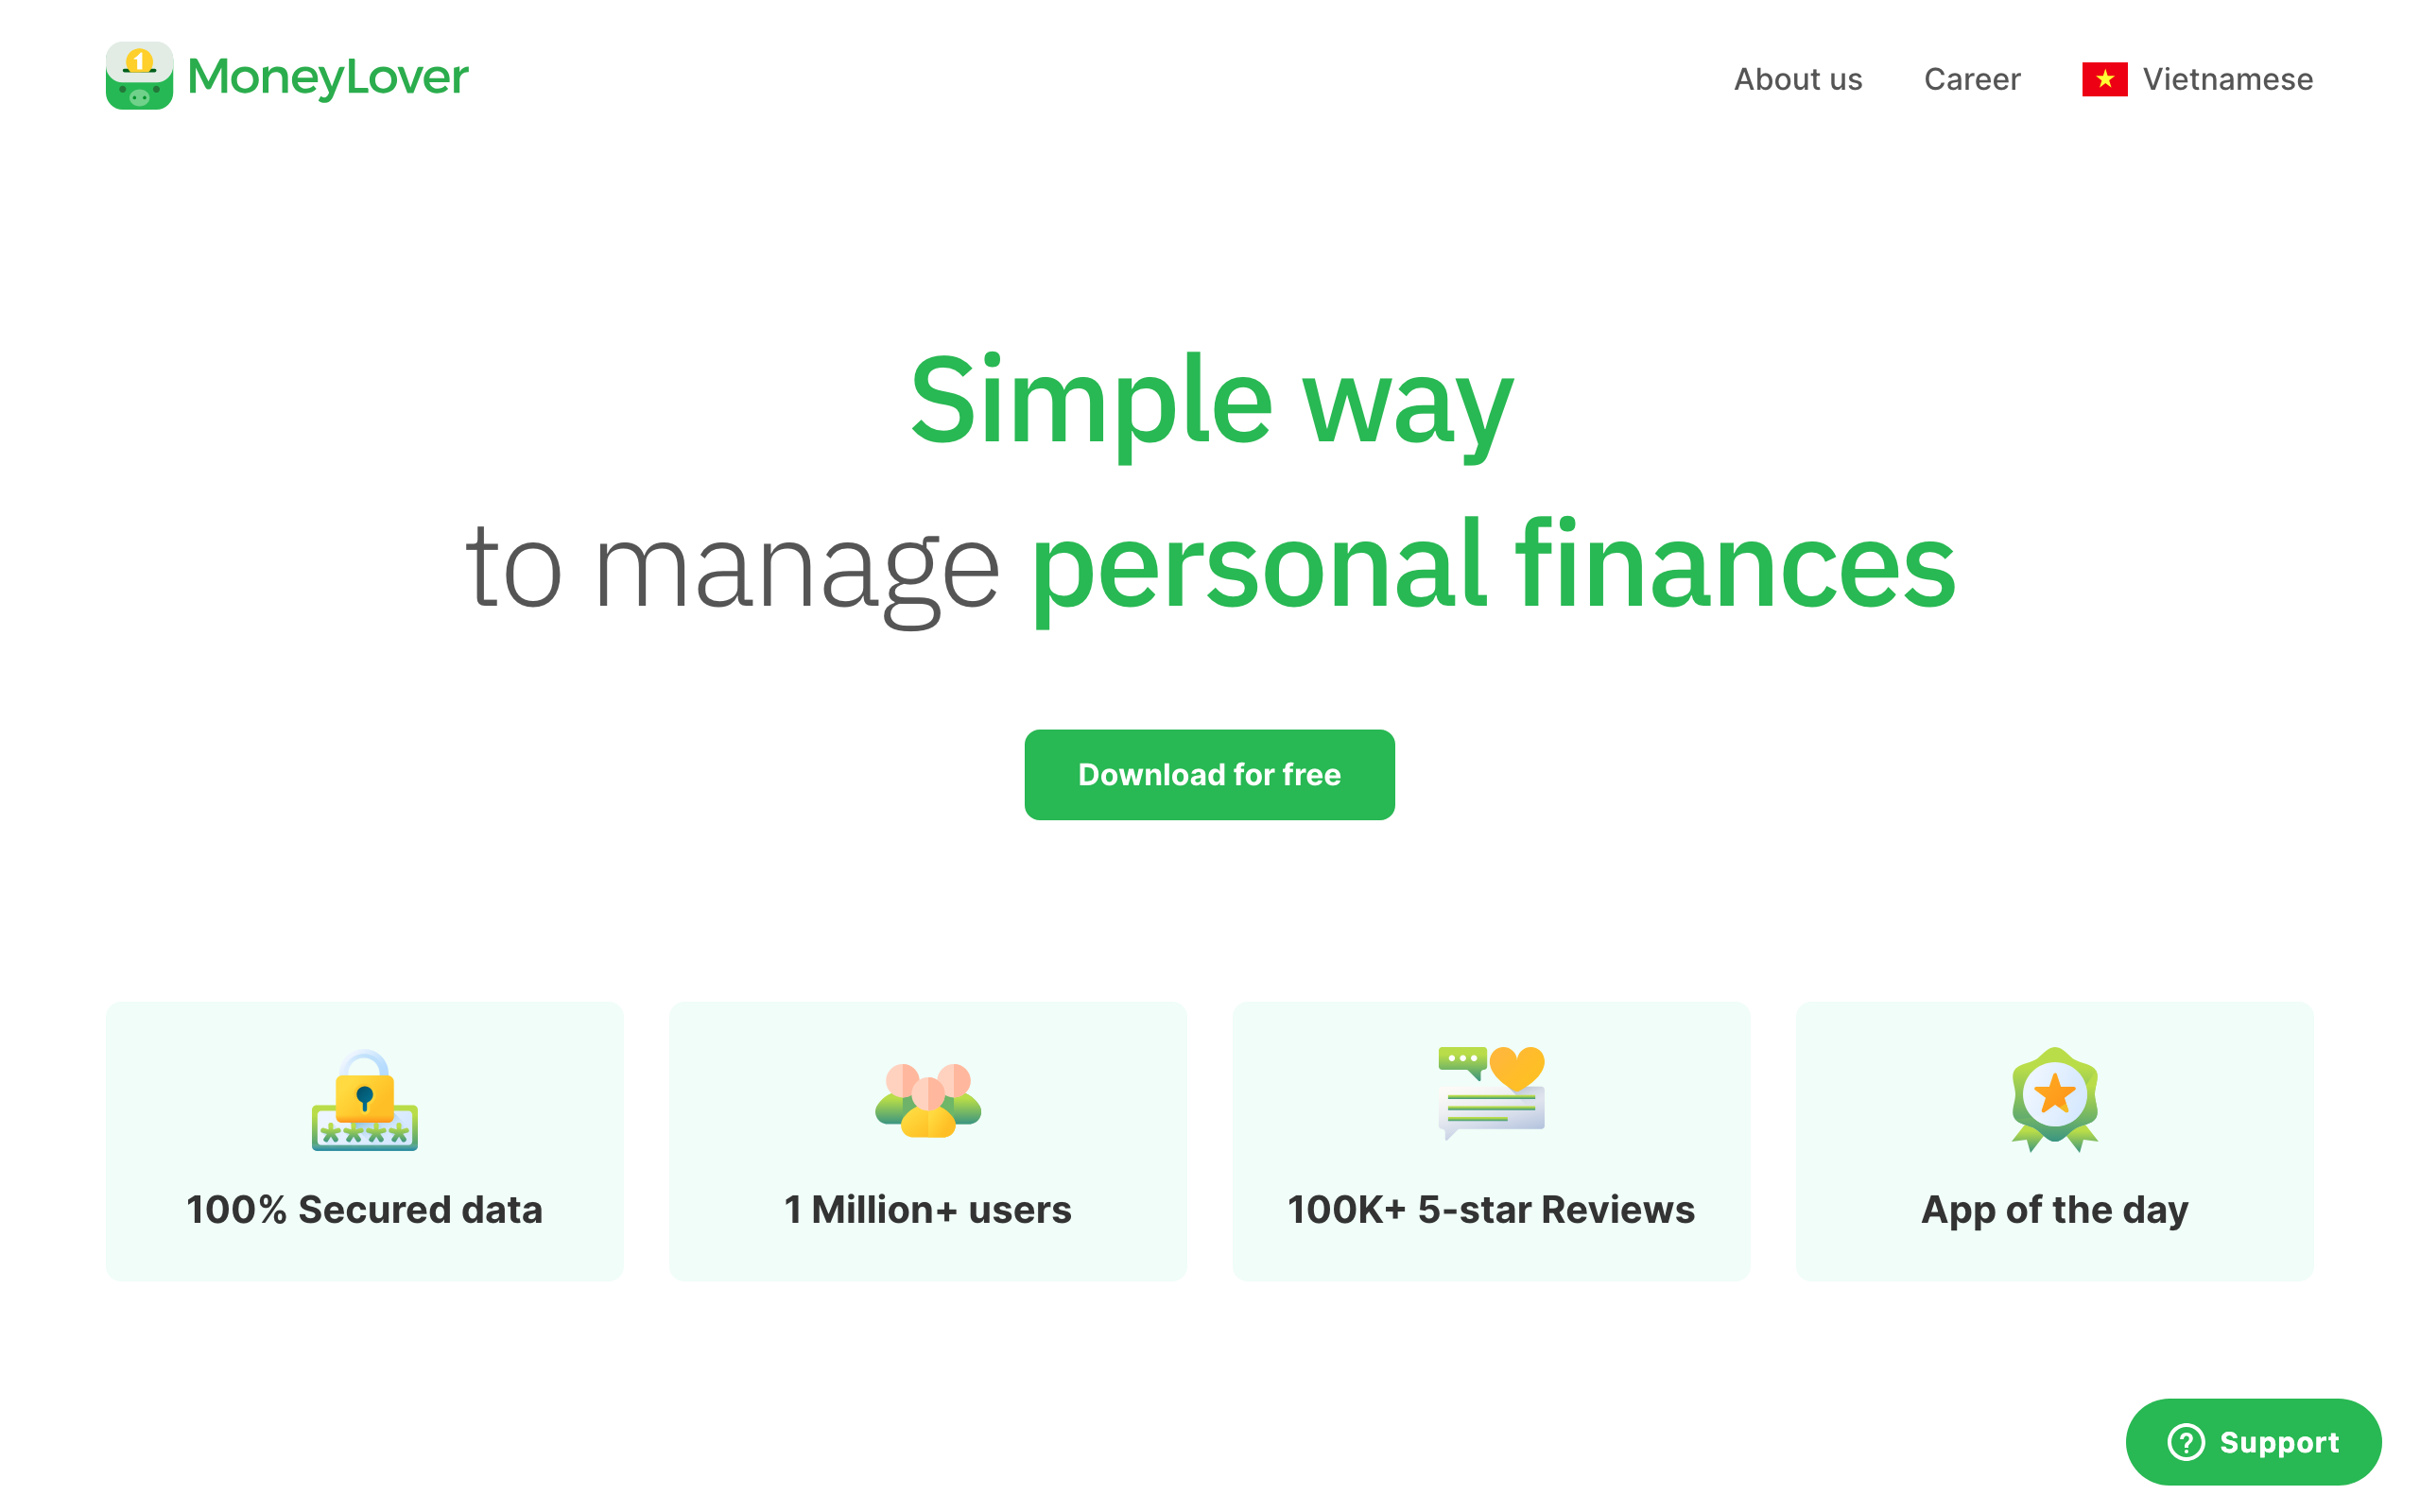 MoneyLover
About us
Career
Vietnamese
Simple way
to manage personal finances
Download for free
100% Secured data
1 Million+ users
100K+ 5-star Reviews
App of the day
Support